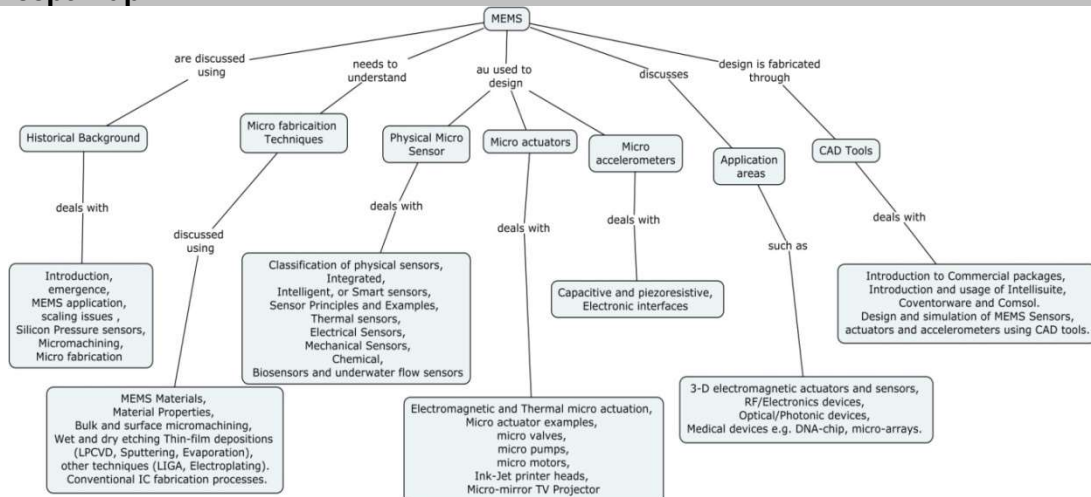 MEMS
are discussed
using
needs to
understand
au used to
design
discusses
design is fabricated
through
Historical Background
Micro fabricaition
Techniques
Physical Micro
Sensor
Micro actuators
Micro
accelerometers
Application
areas
CAD Tools
deals with
discussed
using
deals with
deals with
deals with
such as
deals with
Introduction,
emergence,
MEMS application,
scaling issues ,
Silicon Pressure sensors,
Micromachining,
Micro fabrication
MEMS Materials,
Material Properties,
Bulk and surface micromachining,
Wet and dry etching Thin-film depositions
(LPCVD, Sputtering, Evaporation),
other techniques (LIGA, Electroplating).
Conventional IC fabrication processes.
Classification of physical sensors,
Integrated,
Intelligent, or Smart sensors,
Sensor Principles and Examples,
Thermal sensors,
Electrical Sensors,
Mechanical Sensors,
Chemical,
Biosensors and underwater flow sensors
Electromagnetic and Thermal micro actuation,
Micro actuator examples,
micro valves,
micro pumps,
micro motors,
Ink-Jet printer heads,
Micro-mirror TV Projector
Capacitive and piezoresistive,
Electronic interfaces
3-D electromagnetic actuators and sensors,
RF/Electronics devices,
Optical/Photonic devices,
Medical devices e.g. DNA-chip, micro-arrays.
Introduction to Commercial packages,
Introduction and usage of Intellisuite,
Coventorware and Comsol.
Design and simulation of MEMS Sensors,
actuators and accelerometers using CAD tools.